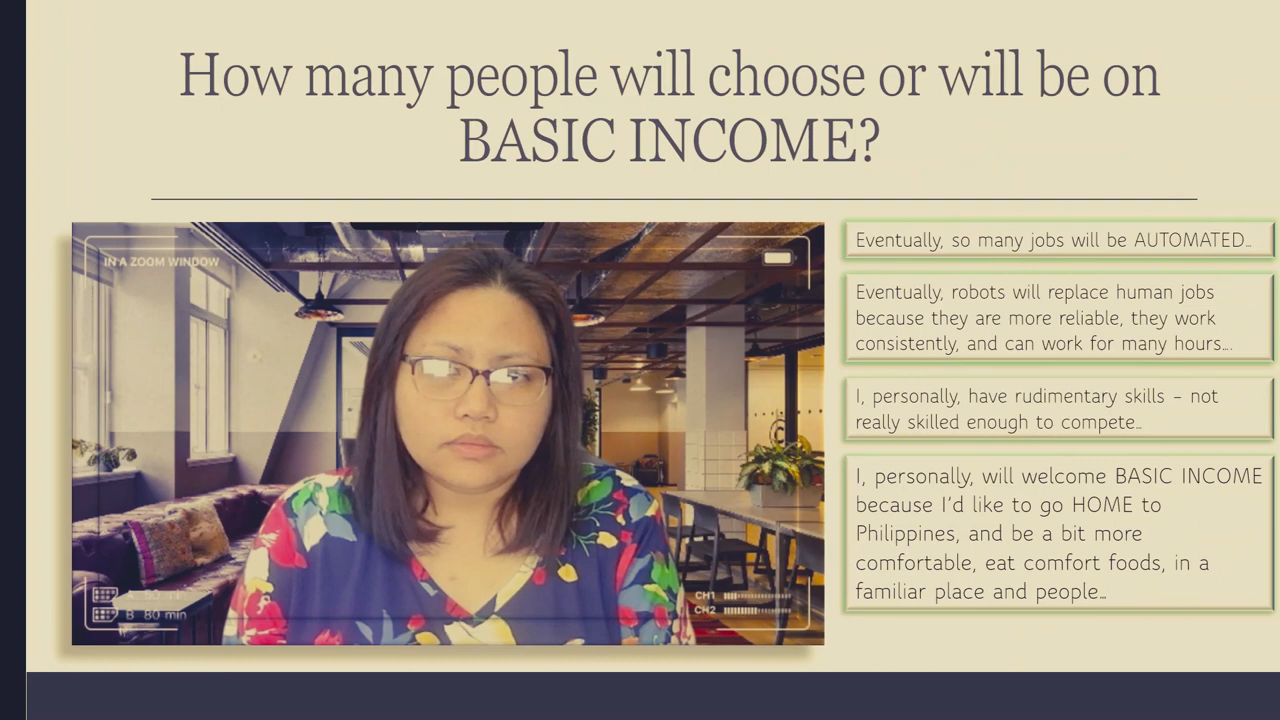 How many people will choose or will be on
BASIC INCOME?
IN A ZOOM WINDOW
A 80 min
B 80 min
CH1
CH2
Eventually, so many jobs will be AUTOMATED…
Eventually, robots will replace human jobs
because they are more reliable, they work
consistently, and can work for many hours….
I, personally, have rudimentary skills – not
really skilled enough to compete…
I, personally, will welcome BASIC INCOME
because I'd like to go HOME to
Philippines, and be a bit more
comfortable, eat comfort foods, in a
familiar place and people…